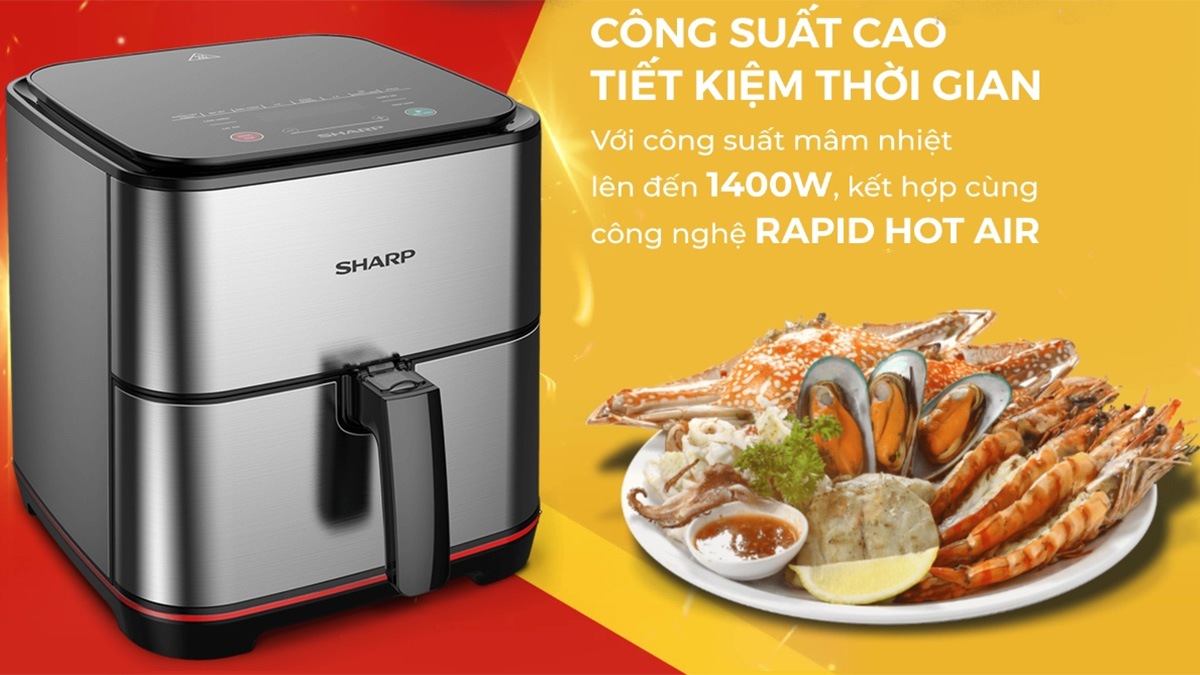 CÔNG SUẤT CAO
TIẾT KIỆM THỜI GIAN
Với công suất mâm nhiệt
lên đến 1400W, kết hợp cùng
công nghệ RAPID HOT AIR
SHARP
SHARP